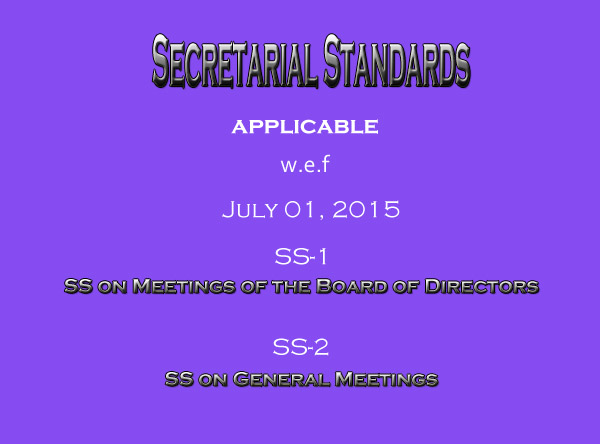 Secretarial Standards
APPLICABLE
w.e.f
July 01, 2015
SS-1
SS on Meetings of the Board of Directors
SS-2
SS on General Meetings